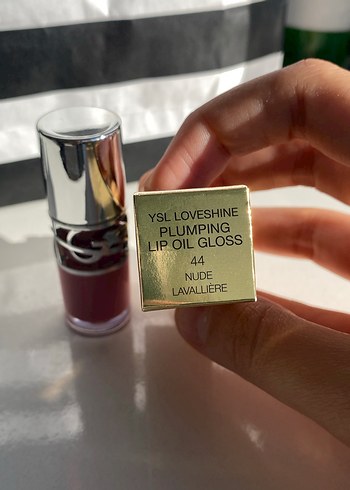 YSL LOVESHINE
PLUMPING
LIP OIL GLOSS
44
NUDE
LAVALLIÈRE